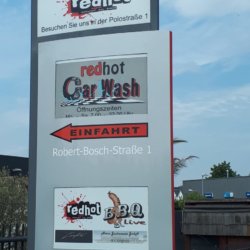 redhot
Besuchen Sie uns in der Polostraße 1
redhot
Car Wash
Öffnungszeiten
EINFAHRT
Robert-Bosch-Straße 1
redhot BBQ
Live